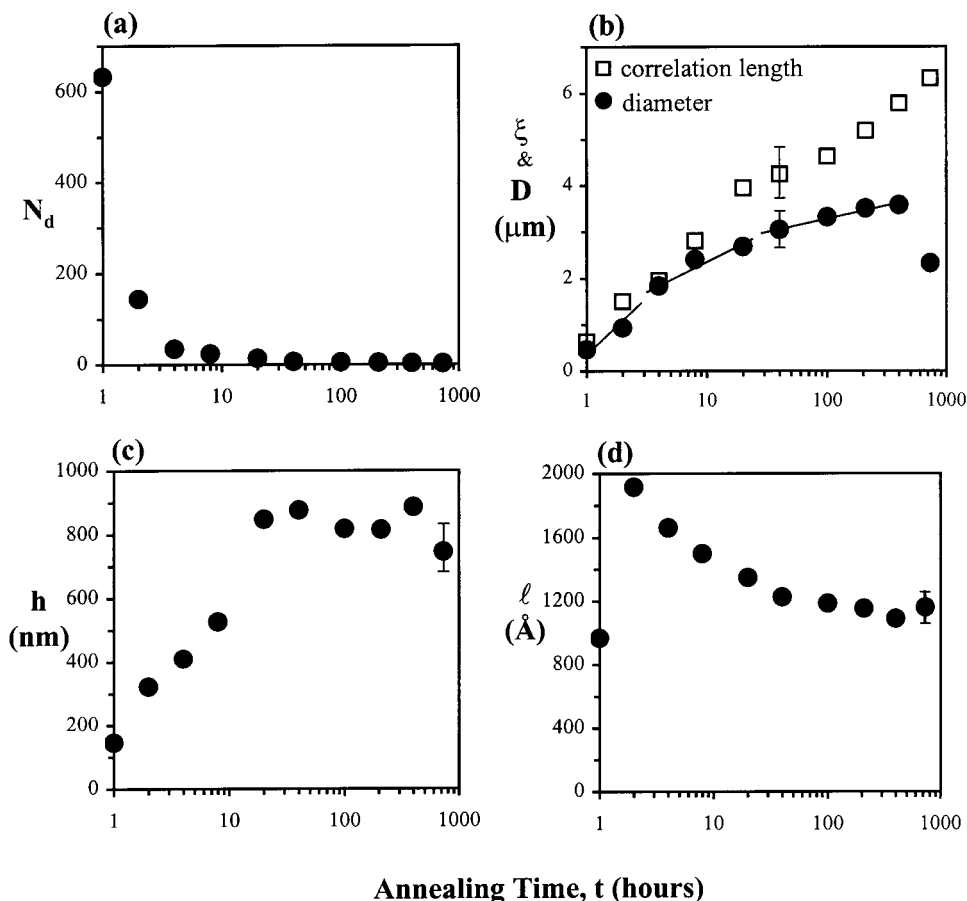 (a)
600
400
N_d
200
0
1 10 100 1000
(b)
□ correlation length
● diameter
6
ξ
&
D
(μm)
4
2
0
1 10 100 1000
(c)
1000
800
600
h
(nm)
400
200
0
1 10 100 1000
(d)
2000
1600
1200
ℓ
(Å)
800
400
0
1 10 100 1000
Annealing Time, t (hours)